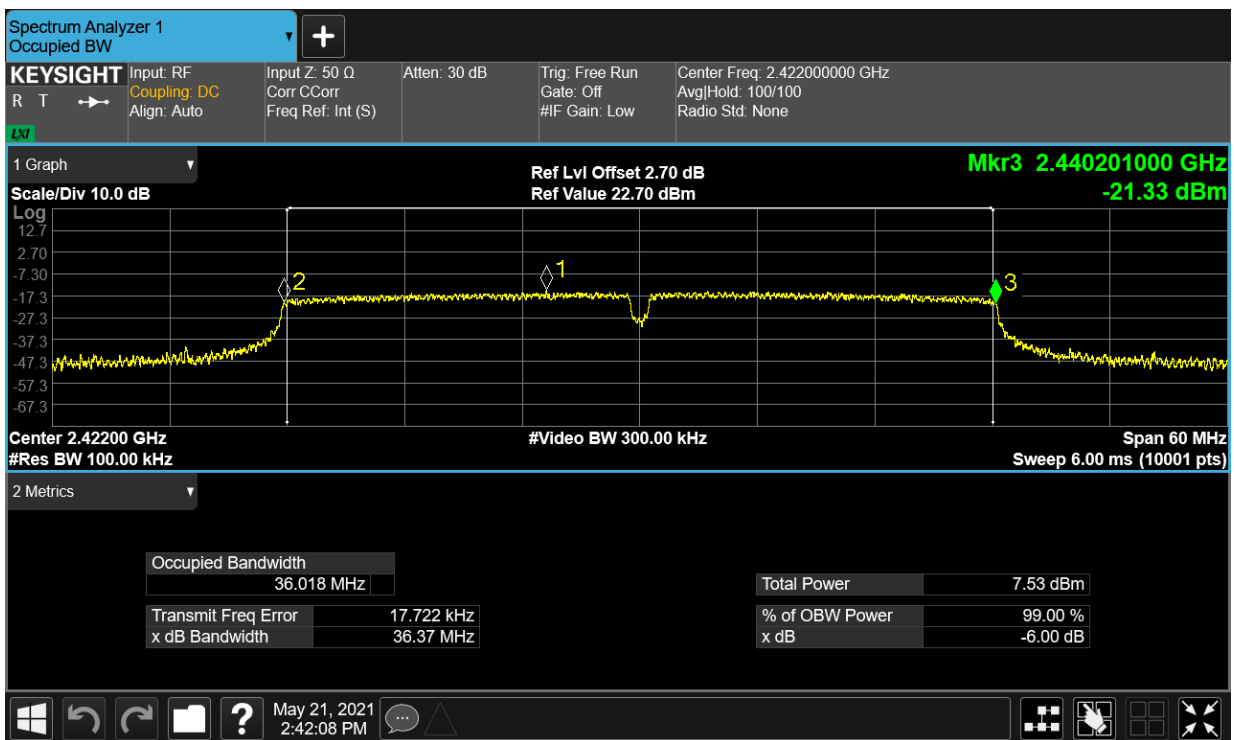 Spectrum Analyzer 1
Occupied BW
KEYSIGHT
R T
LXI
Input: RF
Coupling: DC
Align: Auto
Input Z: 50 Ω
Corr CCorr
Freq Ref: Int (S)
Atten: 30 dB
Trig: Free Run
Gate: Off
#IF Gain: Low
Center Freq: 2.422000000 GHz
Avg|Hold: 100/100
Radio Std: None
1 Graph
Scale/Div 10.0 dB
Ref Lvl Offset 2.70 dB
Ref Value 22.70 dBm
Mkr3 2.440201000 GHz
-21.33 dBm
Log
12.7
2.70
-7.30
-17.3
-27.3
-37.3
-47.3
-57.3
-67.3
2
1
3
Center 2.42200 GHz
#Res BW 100.00 kHz
#Video BW 300.00 kHz
Span 60 MHz
Sweep 6.00 ms (10001 pts)
2 Metrics
Occupied Bandwidth
36.018 MHz
Transmit Freq Error 17.722 kHz
x dB Bandwidth 36.37 MHz
Total Power 7.53 dBm
% of OBW Power 99.00 %
x dB -6.00 dB
?
May 21, 2021
2:42:08 PM